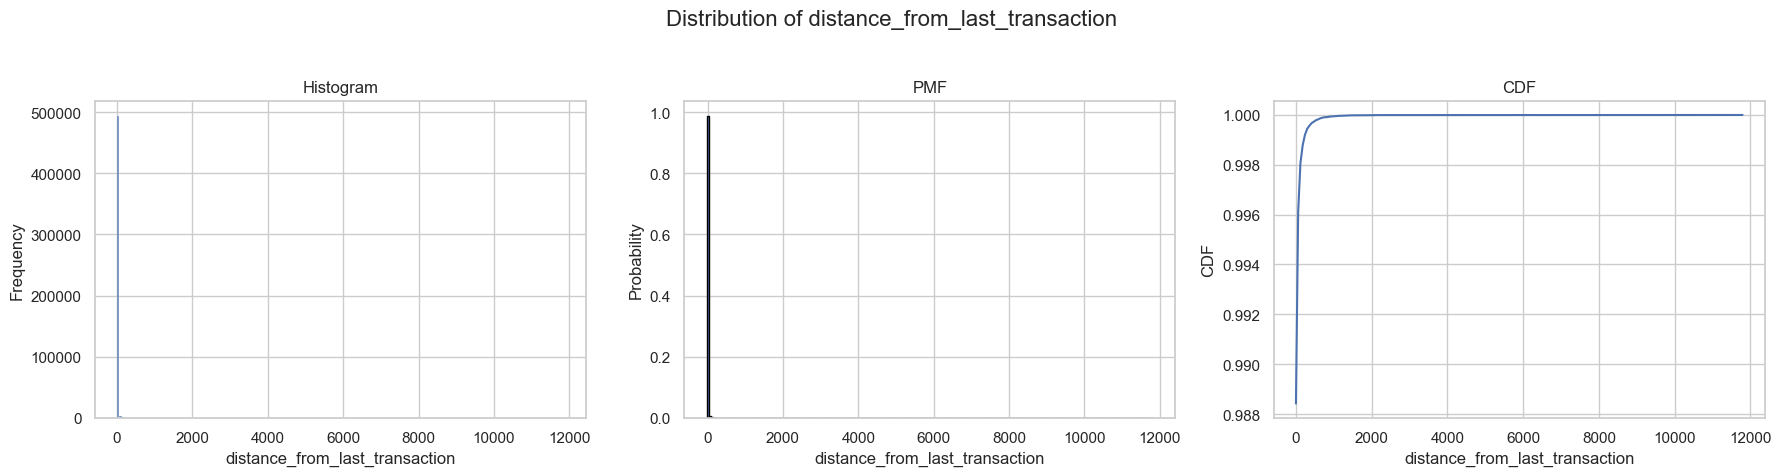 Distribution of distance_from_last_transaction
Histogram
500000
400000
300000
200000
100000
0
Frequency
0 2000 4000 6000 8000 10000 12000
distance_from_last_transaction
PMF
1.0
0.8
0.6
0.4
0.2
0.0
Probability
0 2000 4000 6000 8000 10000 12000
distance_from_last_transaction
CDF
1.000
0.998
0.996
0.994
0.992
0.990
0.988
CDF
0 2000 4000 6000 8000 10000 12000
distance_from_last_transaction